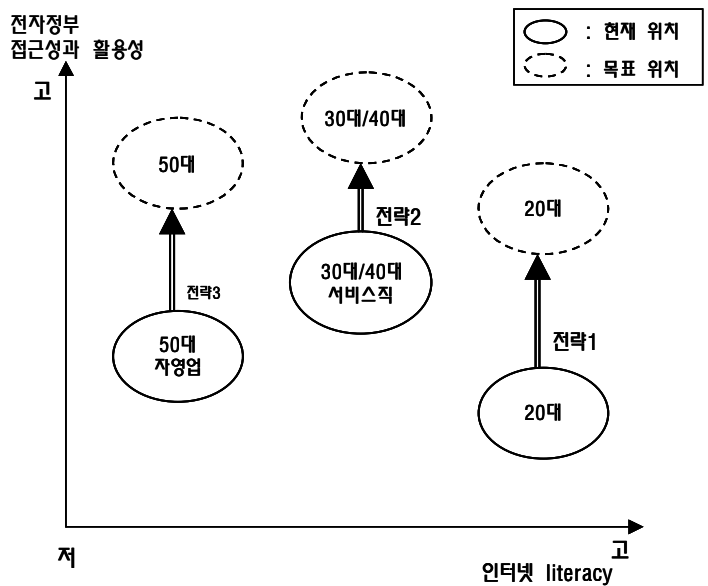 전자정부
접근성과 활용성
: 현재 위치
: 목표 위치
고
30대/40대
50대
20대
전략2
30대/40대
서비스직
전략3
50대
자영업
전략1
20대
저
고
인터넷 literacy